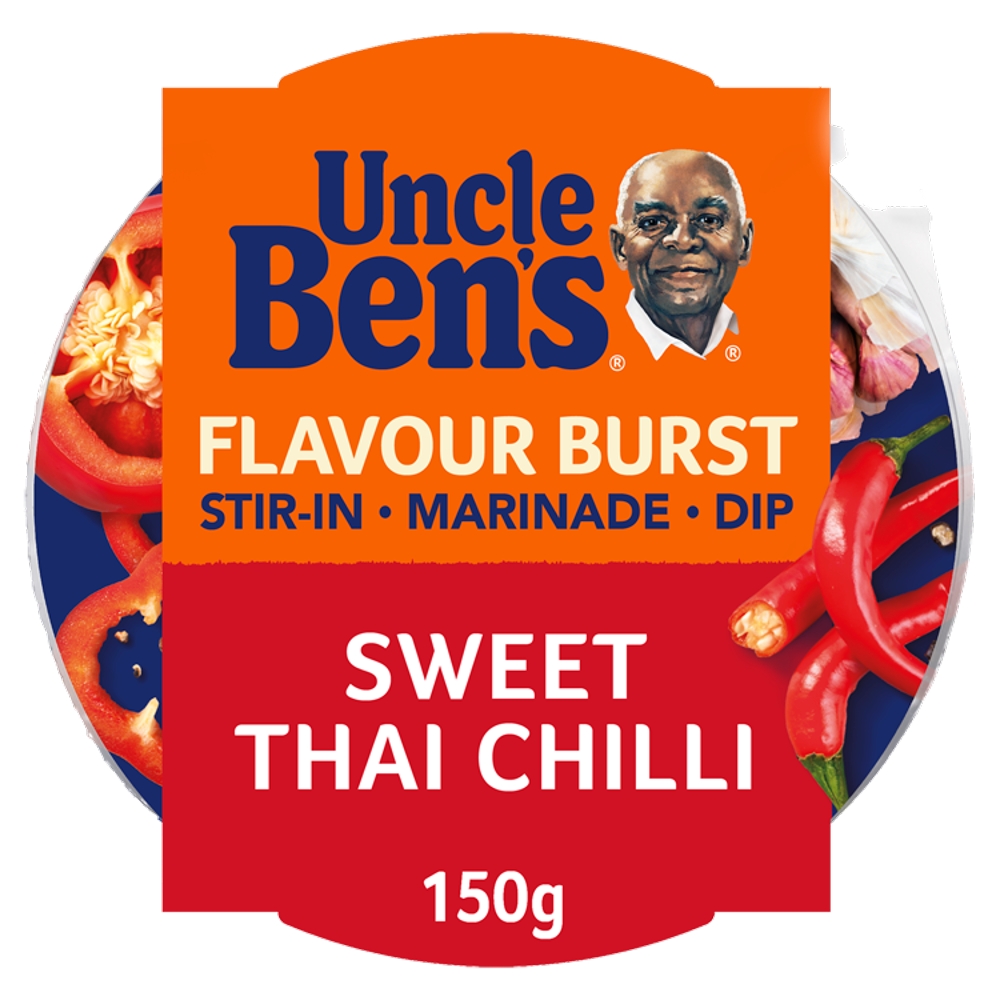 Uncle
Ben's®
®
FLAVOUR BURST
STIR-IN • MARINADE • DIP
SWEET
THAI CHILLI
150g